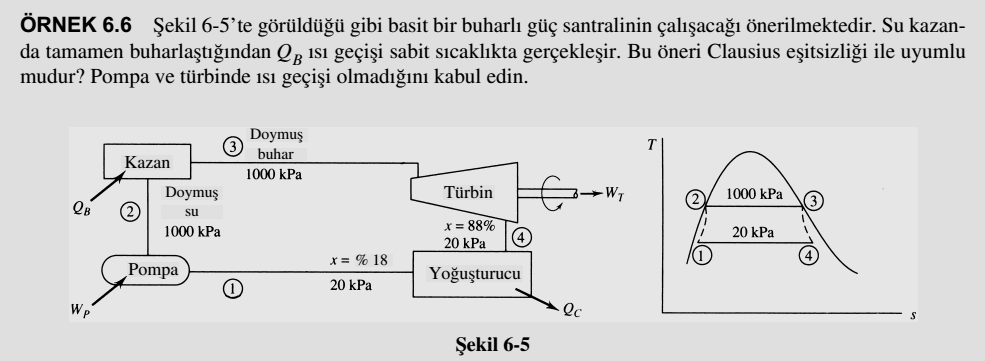 ÖRNEK 6.6 Şekil 6-5’te görüldüğü gibi basit bir buharlı güç santralinin çalışacağı önerilmektedir. Su kazan-
da tamamen buharlaştığından Q_B ısı geçişi sabit sıcaklıkta gerçekleşir. Bu öneri Clausius eşitsizliği ile uyumlu
mudur? Pompa ve türbinde ısı geçişi olmadığını kabul edin.
Kazan
Q_B
3
Doymuş
buhar
1000 kPa
2
Doymuş
su
1000 kPa
Türbin
W_T
x = 88%
20 kPa
4
Pompa
W_P
1
x = % 18
20 kPa
Yoğuşturucu
Q_C
T
2
1000 kPa
3
20 kPa
1
4
s
Şekil 6-5